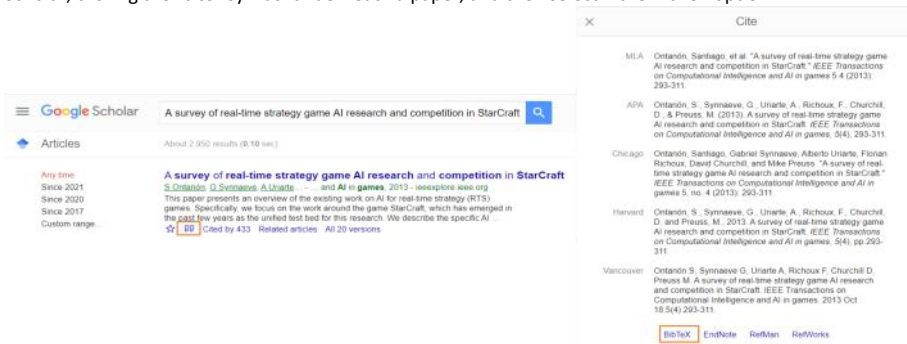 Cite
MLA Ontanón, Santiago, et al. "A survey of real-time strategy game
AI research and competition in StarCraft." IEEE Transactions
on Computational Intelligence and AI in games 5.4 (2013):
293-311.
APA Ontanón, S., Synnaeve, G., Uriarte, A., Richoux, F., Churchill,
D., & Preuss, M. (2013). A survey of real-time strategy game
AI research and competition in StarCraft. IEEE Transactions
on Computational Intelligence and AI in games, 5(4), 293-311.
Chicago Ontanón, Santiago, Gabriel Synnaeve, Alberto Uriarte, Florian
Richoux, David Churchill, and Mike Preuss. "A survey of real-
time strategy game AI research and competition in StarCraft."
IEEE Transactions on Computational Intelligence and AI in
games 5, no. 4 (2013): 293-311.
Harvard Ontanón, S., Synnaeve, G., Uriarte, A., Richoux, F., Churchill,
D. and Preuss, M., 2013. A survey of real-time strategy game
AI research and competition in StarCraft. IEEE Transactions
on Computational Intelligence and AI in games, 5(4), pp.293-
311.
Vancouver Ontanón S, Synnaeve G, Uriarte A, Richoux F, Churchill D,
Preuss M. A survey of real-time strategy game AI research
and competition in StarCraft. IEEE Transactions on
Computational Intelligence and AI in games. 2013 Oct
18;5(4):293-311.
BibTeX EndNote RefMan RefWorks
Google Scholar
A survey of real-time strategy game AI research and competition in StarCraft
Articles
About 2,950 results (0.10 sec)
Any time
Since 2021
Since 2020
Since 2017
Custom range...
A survey of real-time strategy game AI research and competition in StarCraft
S Ontanón, G Synnaeve, A Uriarte... - ... and AI in games, 2013 - ieeexplore.ieee.org
This paper presents an overview of the existing work on AI for real-time strategy (RTS)
games. Specifically, we focus on the work around the game StarCraft, which has emerged in
the past few years as the unified test bed for this research. We describe the specific AI ...
Cited by 433 Related articles All 20 versions